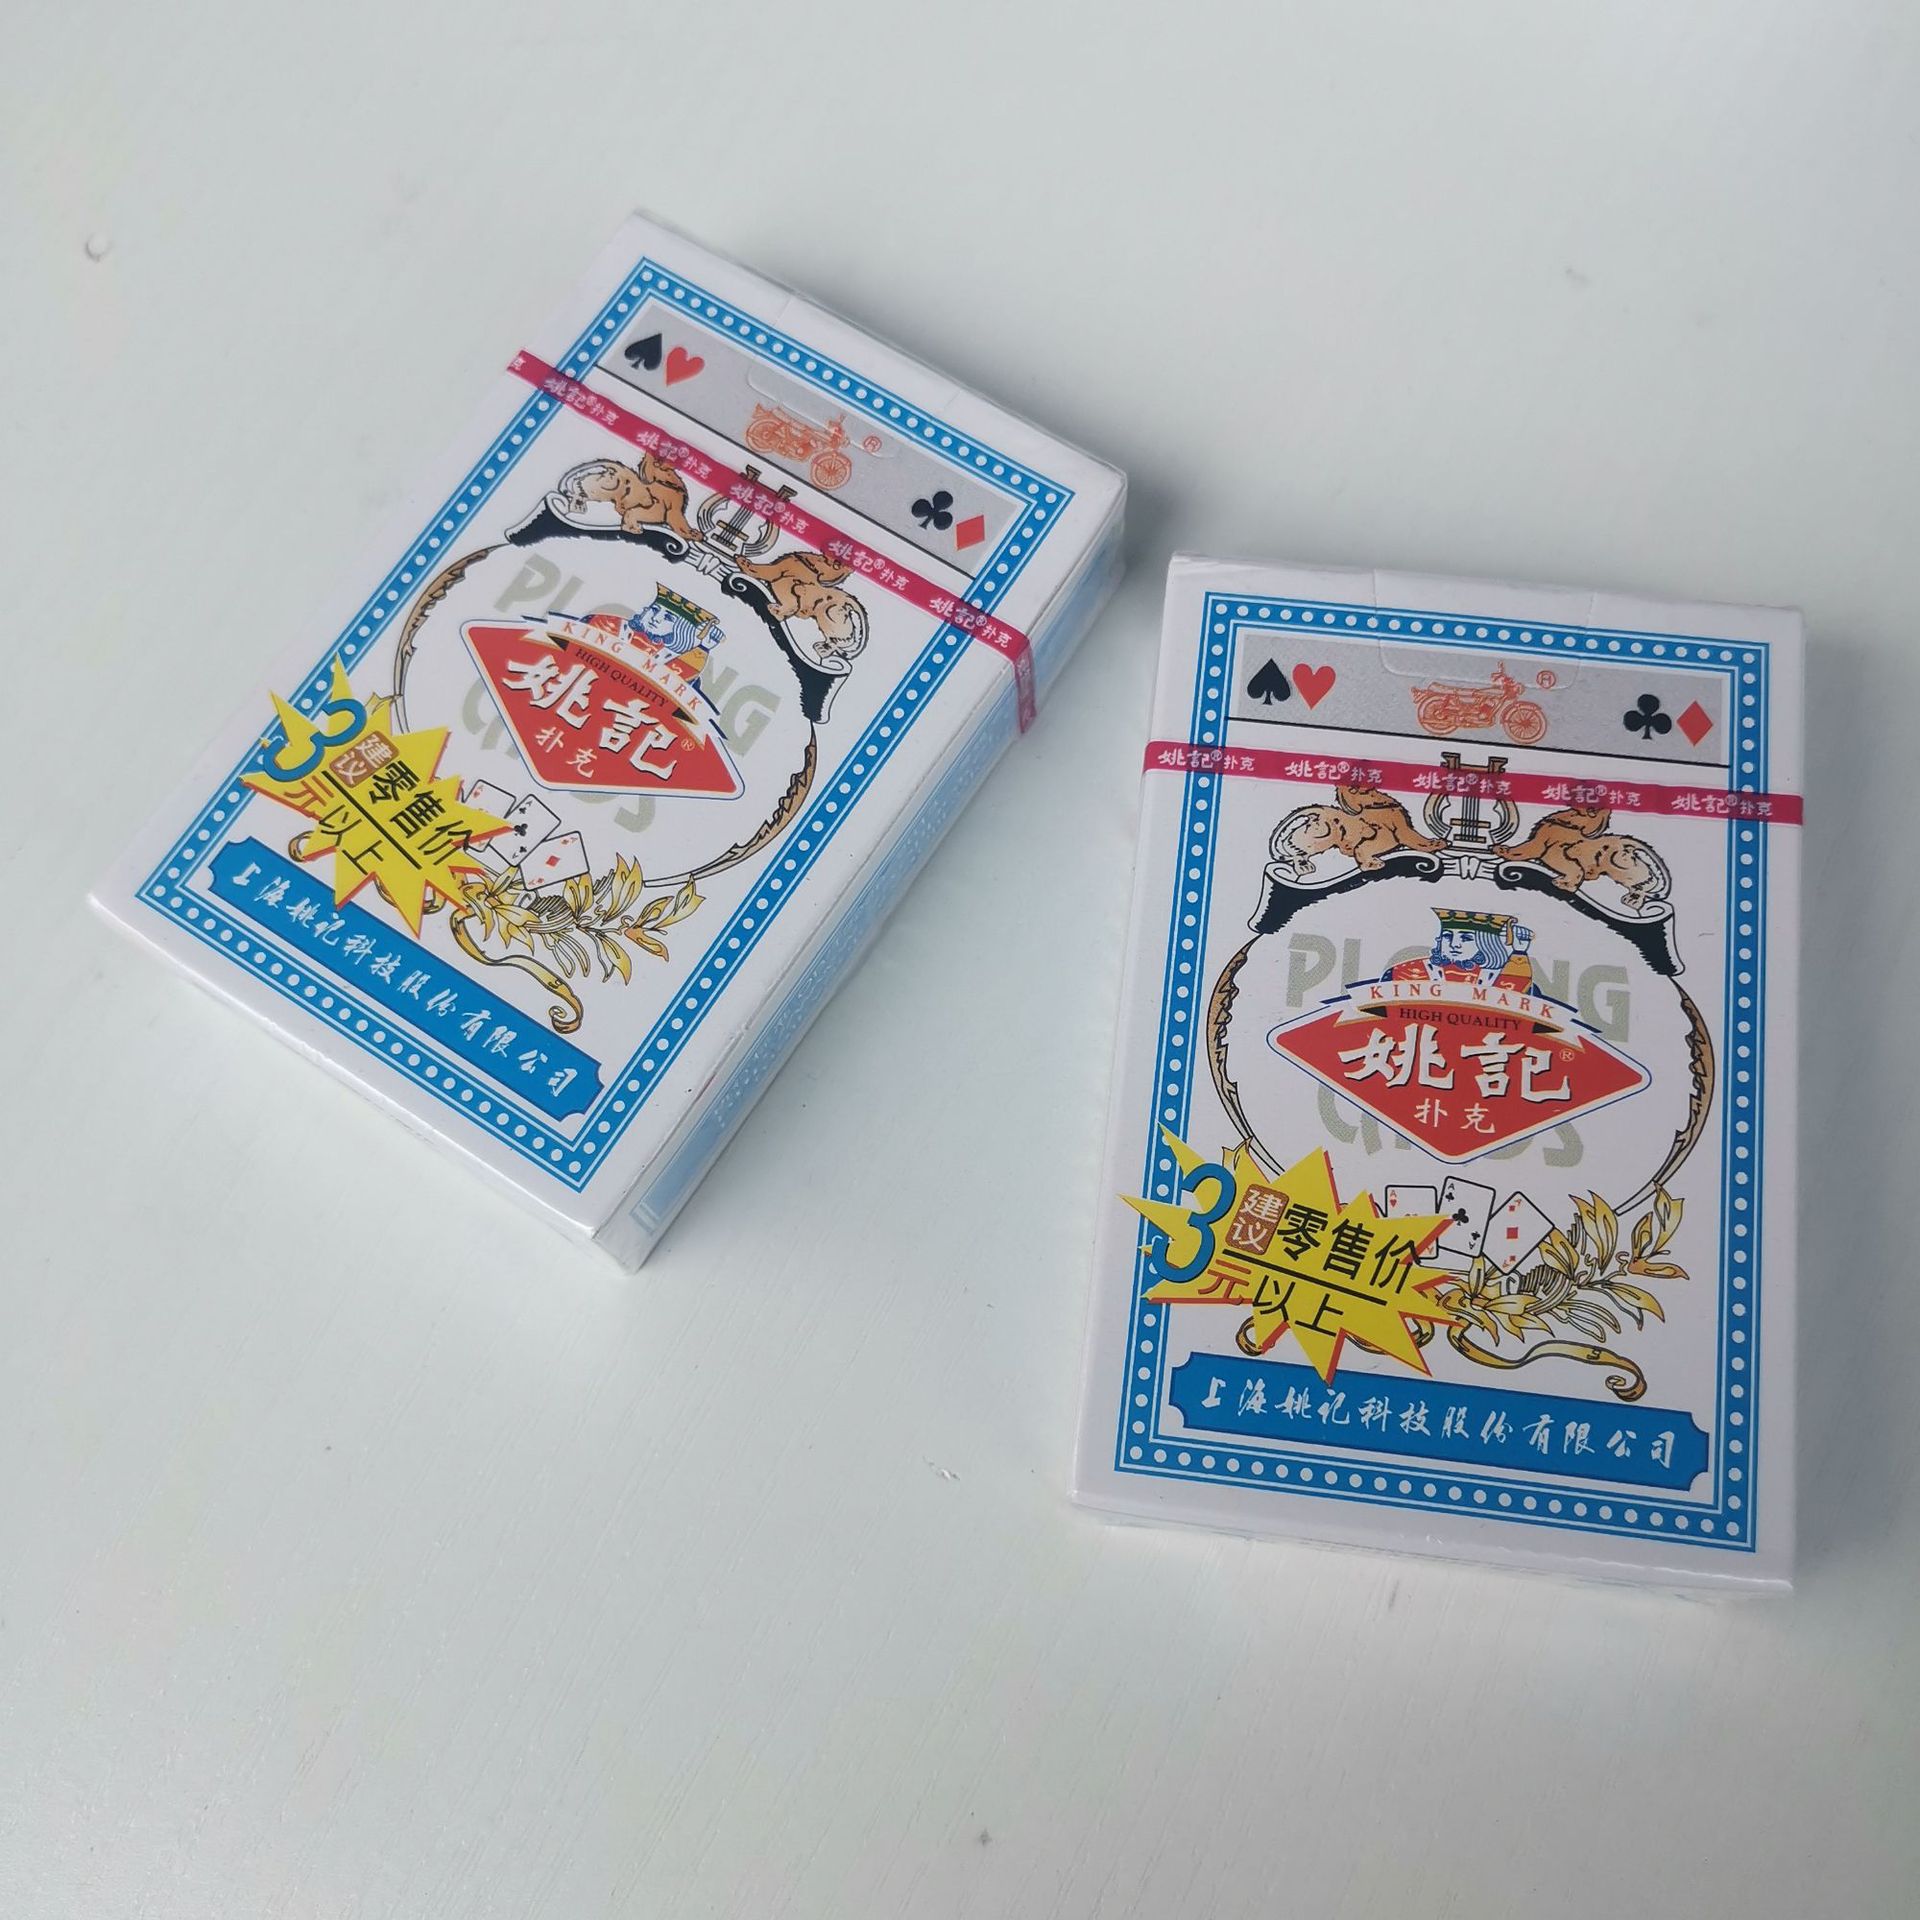 姚記®扑克 姚記®扑克 姚記®扑克 姚記®扑克 姚記®扑克
®
KING MARK
HIGH QUALITY
姚記®
扑克
3 建议 零售价
元以上
上海姚记科技股份有限公司
®
姚記®扑克 姚記®扑克 姚記®扑克 姚記®扑克 姚記®扑克
W
KING MARK
HIGH QUALITY
姚記®
扑克
3 建议 零售价
元以上
上海姚记科技股份有限公司